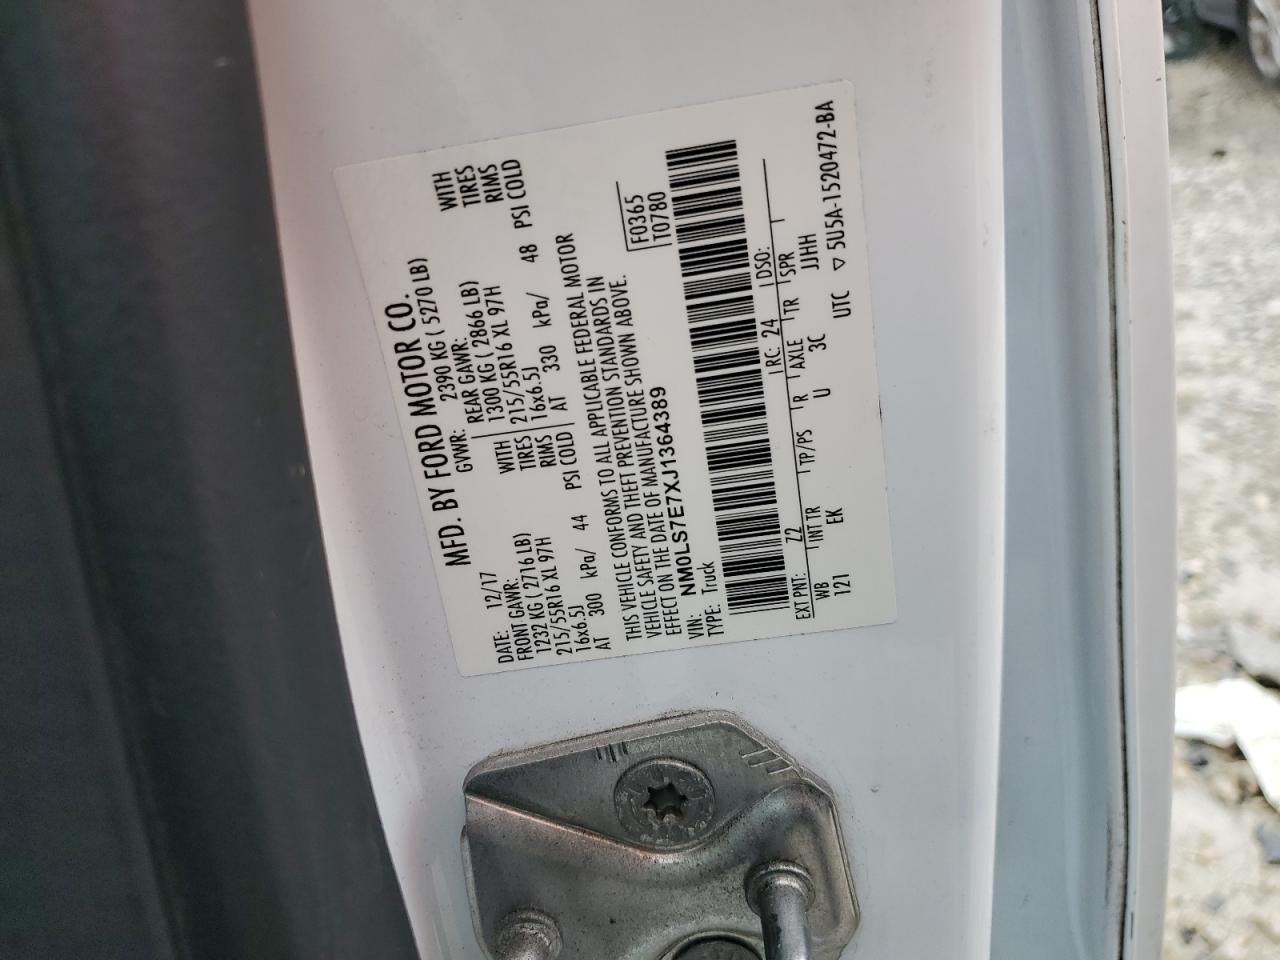 MFD. BY FORD MOTOR CO.
DATE: 12/17 GVWR: 2390 KG ( 5270 LB)
FRONT GAWR: REAR GAWR:
1232 KG ( 2716 LB) WITH 1300 KG ( 2866 LB) WITH
215/55R16 XL 97H TIRES 215/55R16 XL 97H TIRES
16x6.5J RIMS 16x6.5J RIMS
AT 300 kPa/ 44 PSI COLD AT 330 kPa/ 48 PSI COLD
THIS VEHICLE CONFORMS TO ALL APPLICABLE FEDERAL MOTOR
VEHICLE SAFETY AND THEFT PREVENTION STANDARDS IN
EFFECT ON THE DATE OF MANUFACTURE SHOWN ABOVE.
VIN: NM0LS7E7XJ1364389 F0365
TYPE: Truck T0780
EXT PNT: Z2 RC: 24 DSO:
WB INT TR TP/PS R AXLE TR SPR
121 EK U 3C JJHH
UTC ▽ 5U5A-1520472-BA